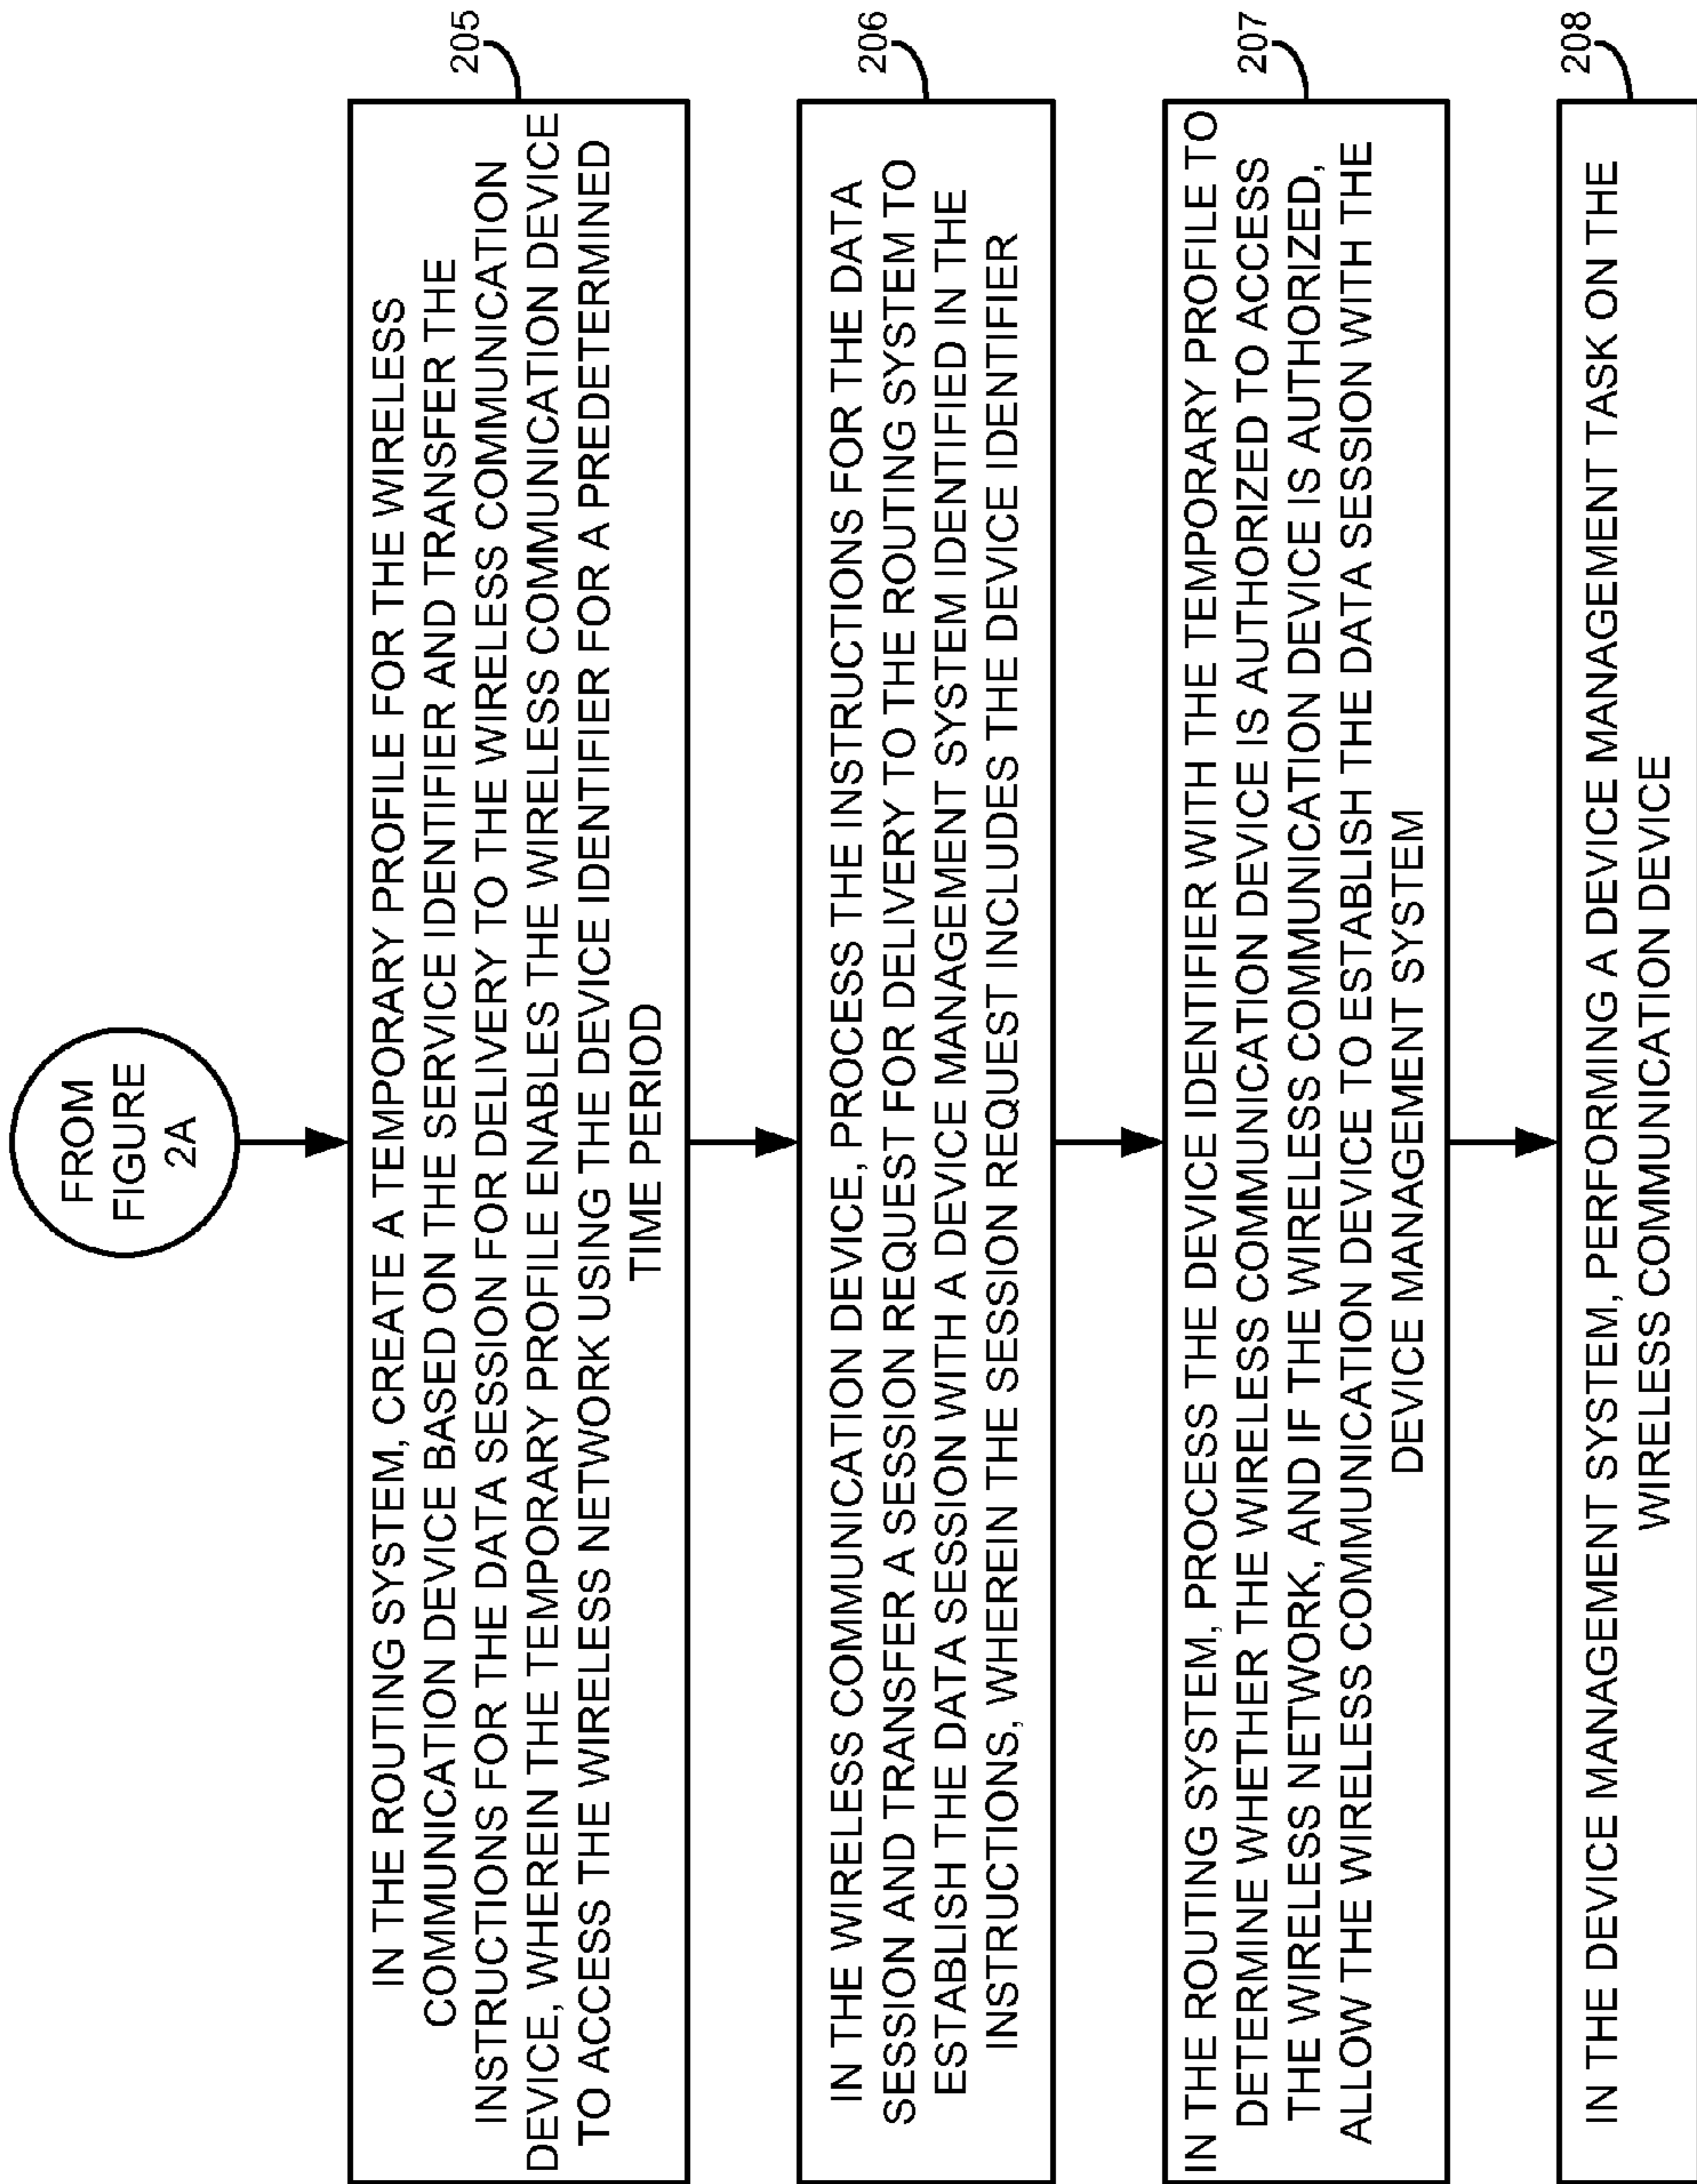 FROM
FIGURE
2A
205
IN THE ROUTING SYSTEM, CREATE A TEMPORARY PROFILE FOR THE WIRELESS
COMMUNICATION DEVICE BASED ON THE SERVICE IDENTIFIER AND TRANSFER THE
INSTRUCTIONS FOR THE DATA SESSION FOR DELIVERY TO THE WIRELESS COMMUNICATION
DEVICE, WHEREIN THE TEMPORARY PROFILE ENABLES THE WIRELESS COMMUNICATION DEVICE
TO ACCESS THE WIRELESS NETWORK USING THE DEVICE IDENTIFIER FOR A PREDETERMINED
TIME PERIOD
206
IN THE WIRELESS COMMUNICATION DEVICE, PROCESS THE INSTRUCTIONS FOR THE DATA
SESSION AND TRANSFER A SESSION REQUEST FOR DELIVERY TO THE ROUTING SYSTEM TO
ESTABLISH THE DATA SESSION WITH A DEVICE MANAGEMENT SYSTEM IDENTIFIED IN THE
INSTRUCTIONS, WHEREIN THE SESSION REQUEST INCLUDES THE DEVICE IDENTIFIER
207
IN THE ROUTING SYSTEM, PROCESS THE DEVICE IDENTIFIER WITH THE TEMPORARY PROFILE TO
DETERMINE WHETHER THE WIRELESS COMMUNICATION DEVICE IS AUTHORIZED TO ACCESS
THE WIRELESS NETWORK, AND IF THE WIRELESS COMMUNICATION DEVICE IS AUTHORIZED,
ALLOW THE WIRELESS COMMUNICATION DEVICE TO ESTABLISH THE DATA SESSION WITH THE
DEVICE MANAGEMENT SYSTEM
208
IN THE DEVICE MANAGEMENT SYSTEM, PERFORMING A DEVICE MANAGEMENT TASK ON THE
WIRELESS COMMUNICATION DEVICE